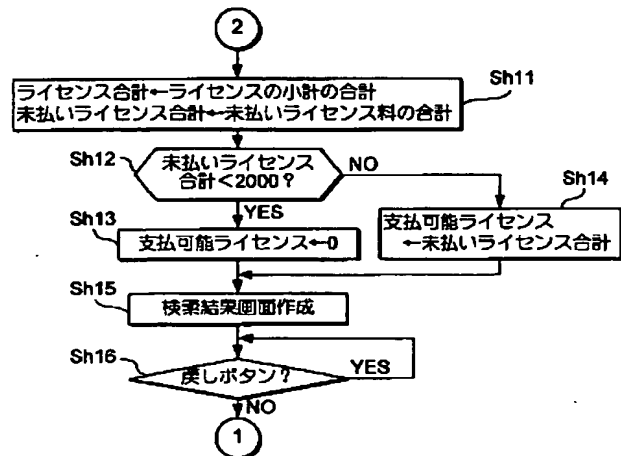 2
ライセンス合計←ライセンスの小計の合計
未払いライセンス合計←未払いライセンス料の合計
Sh11
Sh12
未払いライセンス
合計<2000?
NO
YES
Sh13
支払可能ライセンス←0
Sh14
支払可能ライセンス
←未払いライセンス合計
Sh15
検索結果画面作成
Sh16
戻しボタン?
YES
NO
1